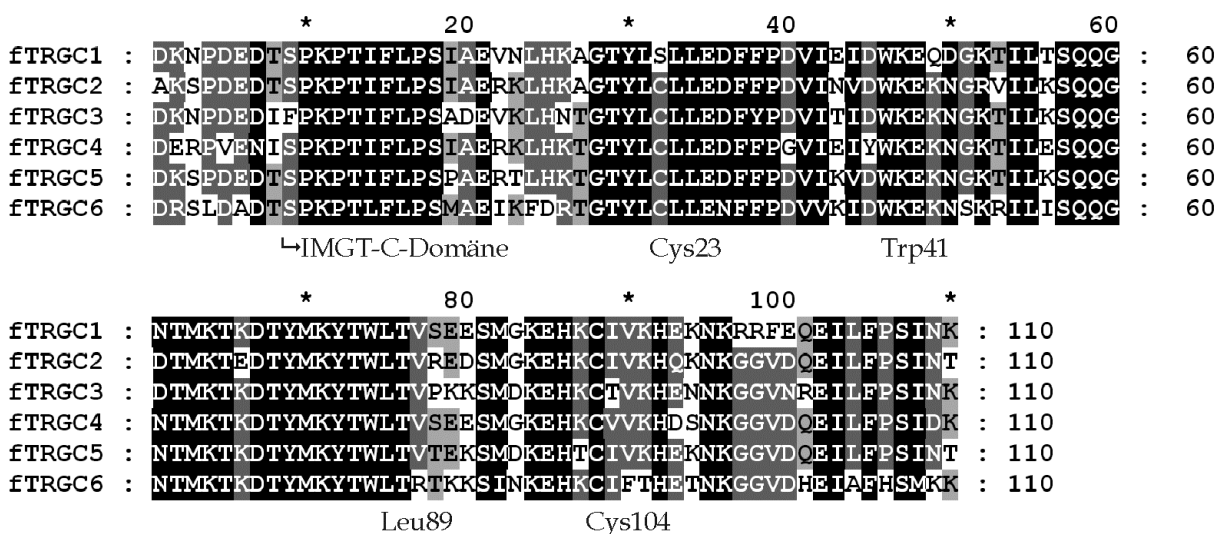 * 20 * 40 * 60
fTRGC1 : DKNPDEDTSPKPTIFLPSIAEVNLHKAGTYLSLLEDFFPDVIEIDWKEQDGKTILTSQQG : 60
fTRGC2 : AKSPDEDTSPKPTIFLPSIAERKLHKAGTYLCLLEDFFPDVINVDWKEKNGRVILKSQQG : 60
fTRGC3 : DKNPDEDIFPKPTIFLPSADEVKLHNTGTYLCLLEDFYPDVITIDWKEKNGKTILKSQQG : 60
fTRGC4 : DERPVENISPKPTIFLPSIAERKLHKTGTYLCLLEDFFPGVIEIYWKEKNGKTILESQQG : 60
fTRGC5 : DKSPDEDTSPKPTIFLPSPAERTLHKTGTYLCLLEDFFPDVIKVDWKEKNGKTILKSQQG : 60
fTRGC6 : DRSLDADTSPKPTLFLPSMAEIKFDRTGTYLCLLENFFPDVVKIDWKEKNSKRILISQQG : 60
↳IMGT-C-Domäne Cys23 Trp41
* 80 * 100 *
fTRGC1 : NTMKTKDTYMKYTWLTVSEESMGKEHKCIVKHEKNKRRFEQEILFPSINK : 110
fTRGC2 : DTMKTEDTYMKYTWLTVREDSMGKEHKCIVKHQKNKGGVDQEILFPSINT : 110
fTRGC3 : DTMKTKDTYMKYTWLTVPKKSMDKEHKCTVKHENNKGGVNREILFPSINK : 110
fTRGC4 : NTMKTKDTYMKYTWLTVSEESMGKEHKCVVKHDSNKGGVDQEILFPSIDK : 110
fTRGC5 : NTMKTKDTYMKYTWLTVTEKSMDKEHTCIVKHEKNKGGVDQEILFPSINT : 110
fTRGC6 : NTMKTKDTYMKYTWLTRTKKSINKEHKCIFTHETNKGGVDHEIAFHSMKK : 110
Leu89 Cys104